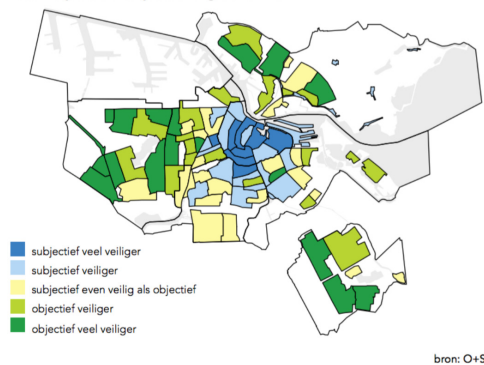 subjectief veel veiliger
subjectief veiliger
subjectief even veilig als objectief
objectief veiliger
objectief veel veiliger
bron: O+S